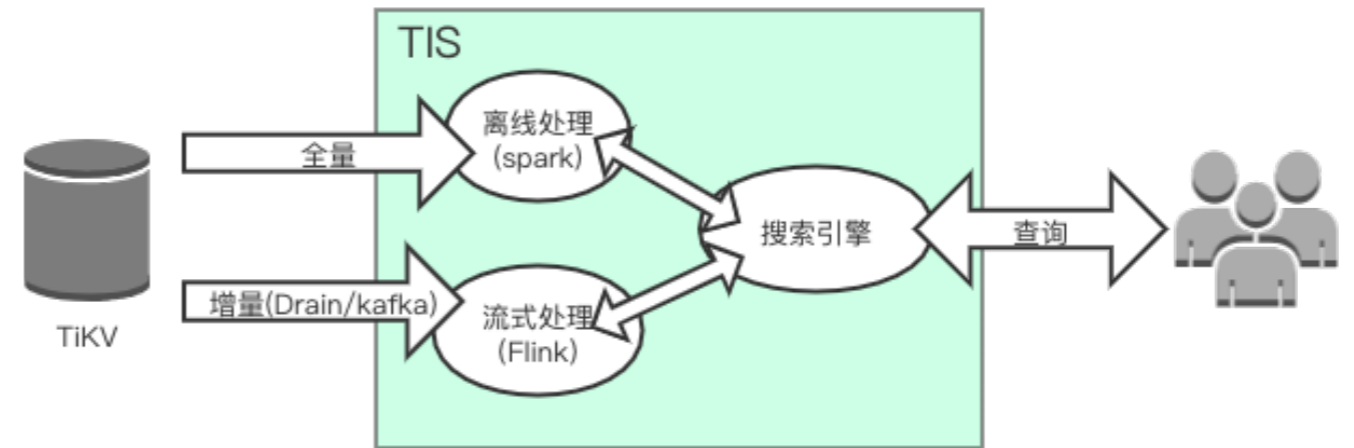 TIS
离线处理
(spark)
全量
搜索引擎
查询
增量(Drain/kafka)
流式处理
(Flink)
TiKV